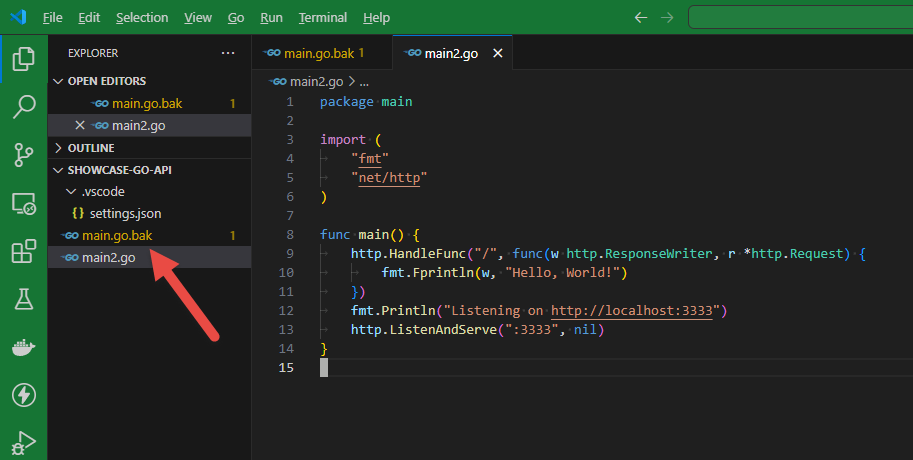 File Edit Selection View Go Run Terminal Help
EXPLORER ...
OPEN EDITORS
GO main.go.bak 1
GO main2.go
OUTLINE
SHOWCASE-GO-API
.vscode
{} settings.json
GO main.go.bak 1
GO main2.go
GO main.go.bak 1
GO main2.go
GO main2.go > ...
1 package main
2
3 import (
4 "fmt"
5 "net/http"
6 )
7
8 func main() {
9 http.HandleFunc("/", func(w http.ResponseWriter, r *http.Request) {
10 fmt.Fprintln(w, "Hello, World!")
11 })
12 fmt.Println("Listening on http://localhost:3333")
13 http.ListenAndServe(":3333", nil)
14 }
15